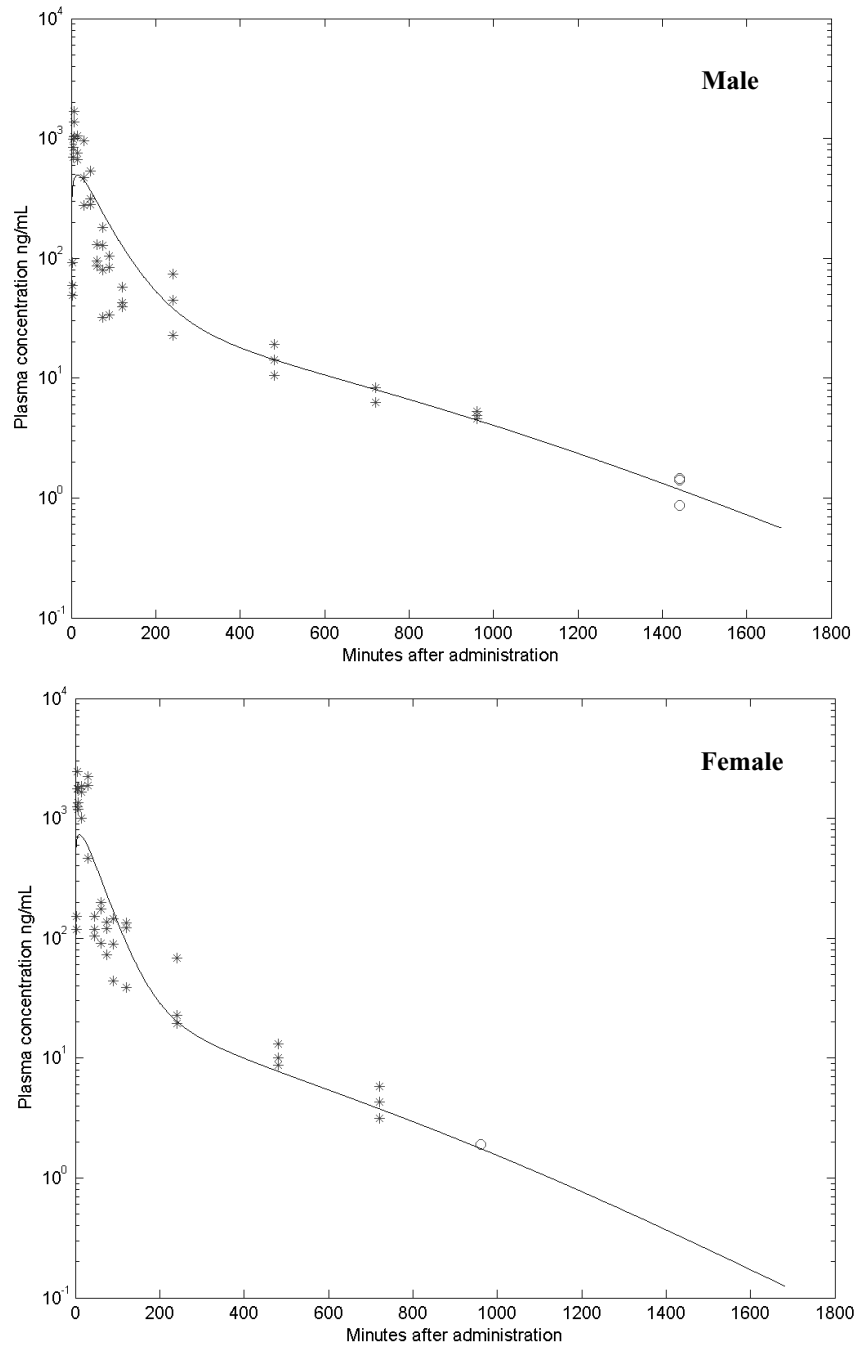 Male
Plasma concentration ng/mL
10^4
10^3
10^2
10^1
10^0
10^-1
0 200 400 600 800 1000 1200 1400 1600 1800
Minutes after administration
Female
Plasma concentration ng/mL
10^4
10^3
10^2
10^1
10^0
10^-1
0 200 400 600 800 1000 1200 1400 1600 1800
Minutes after administration